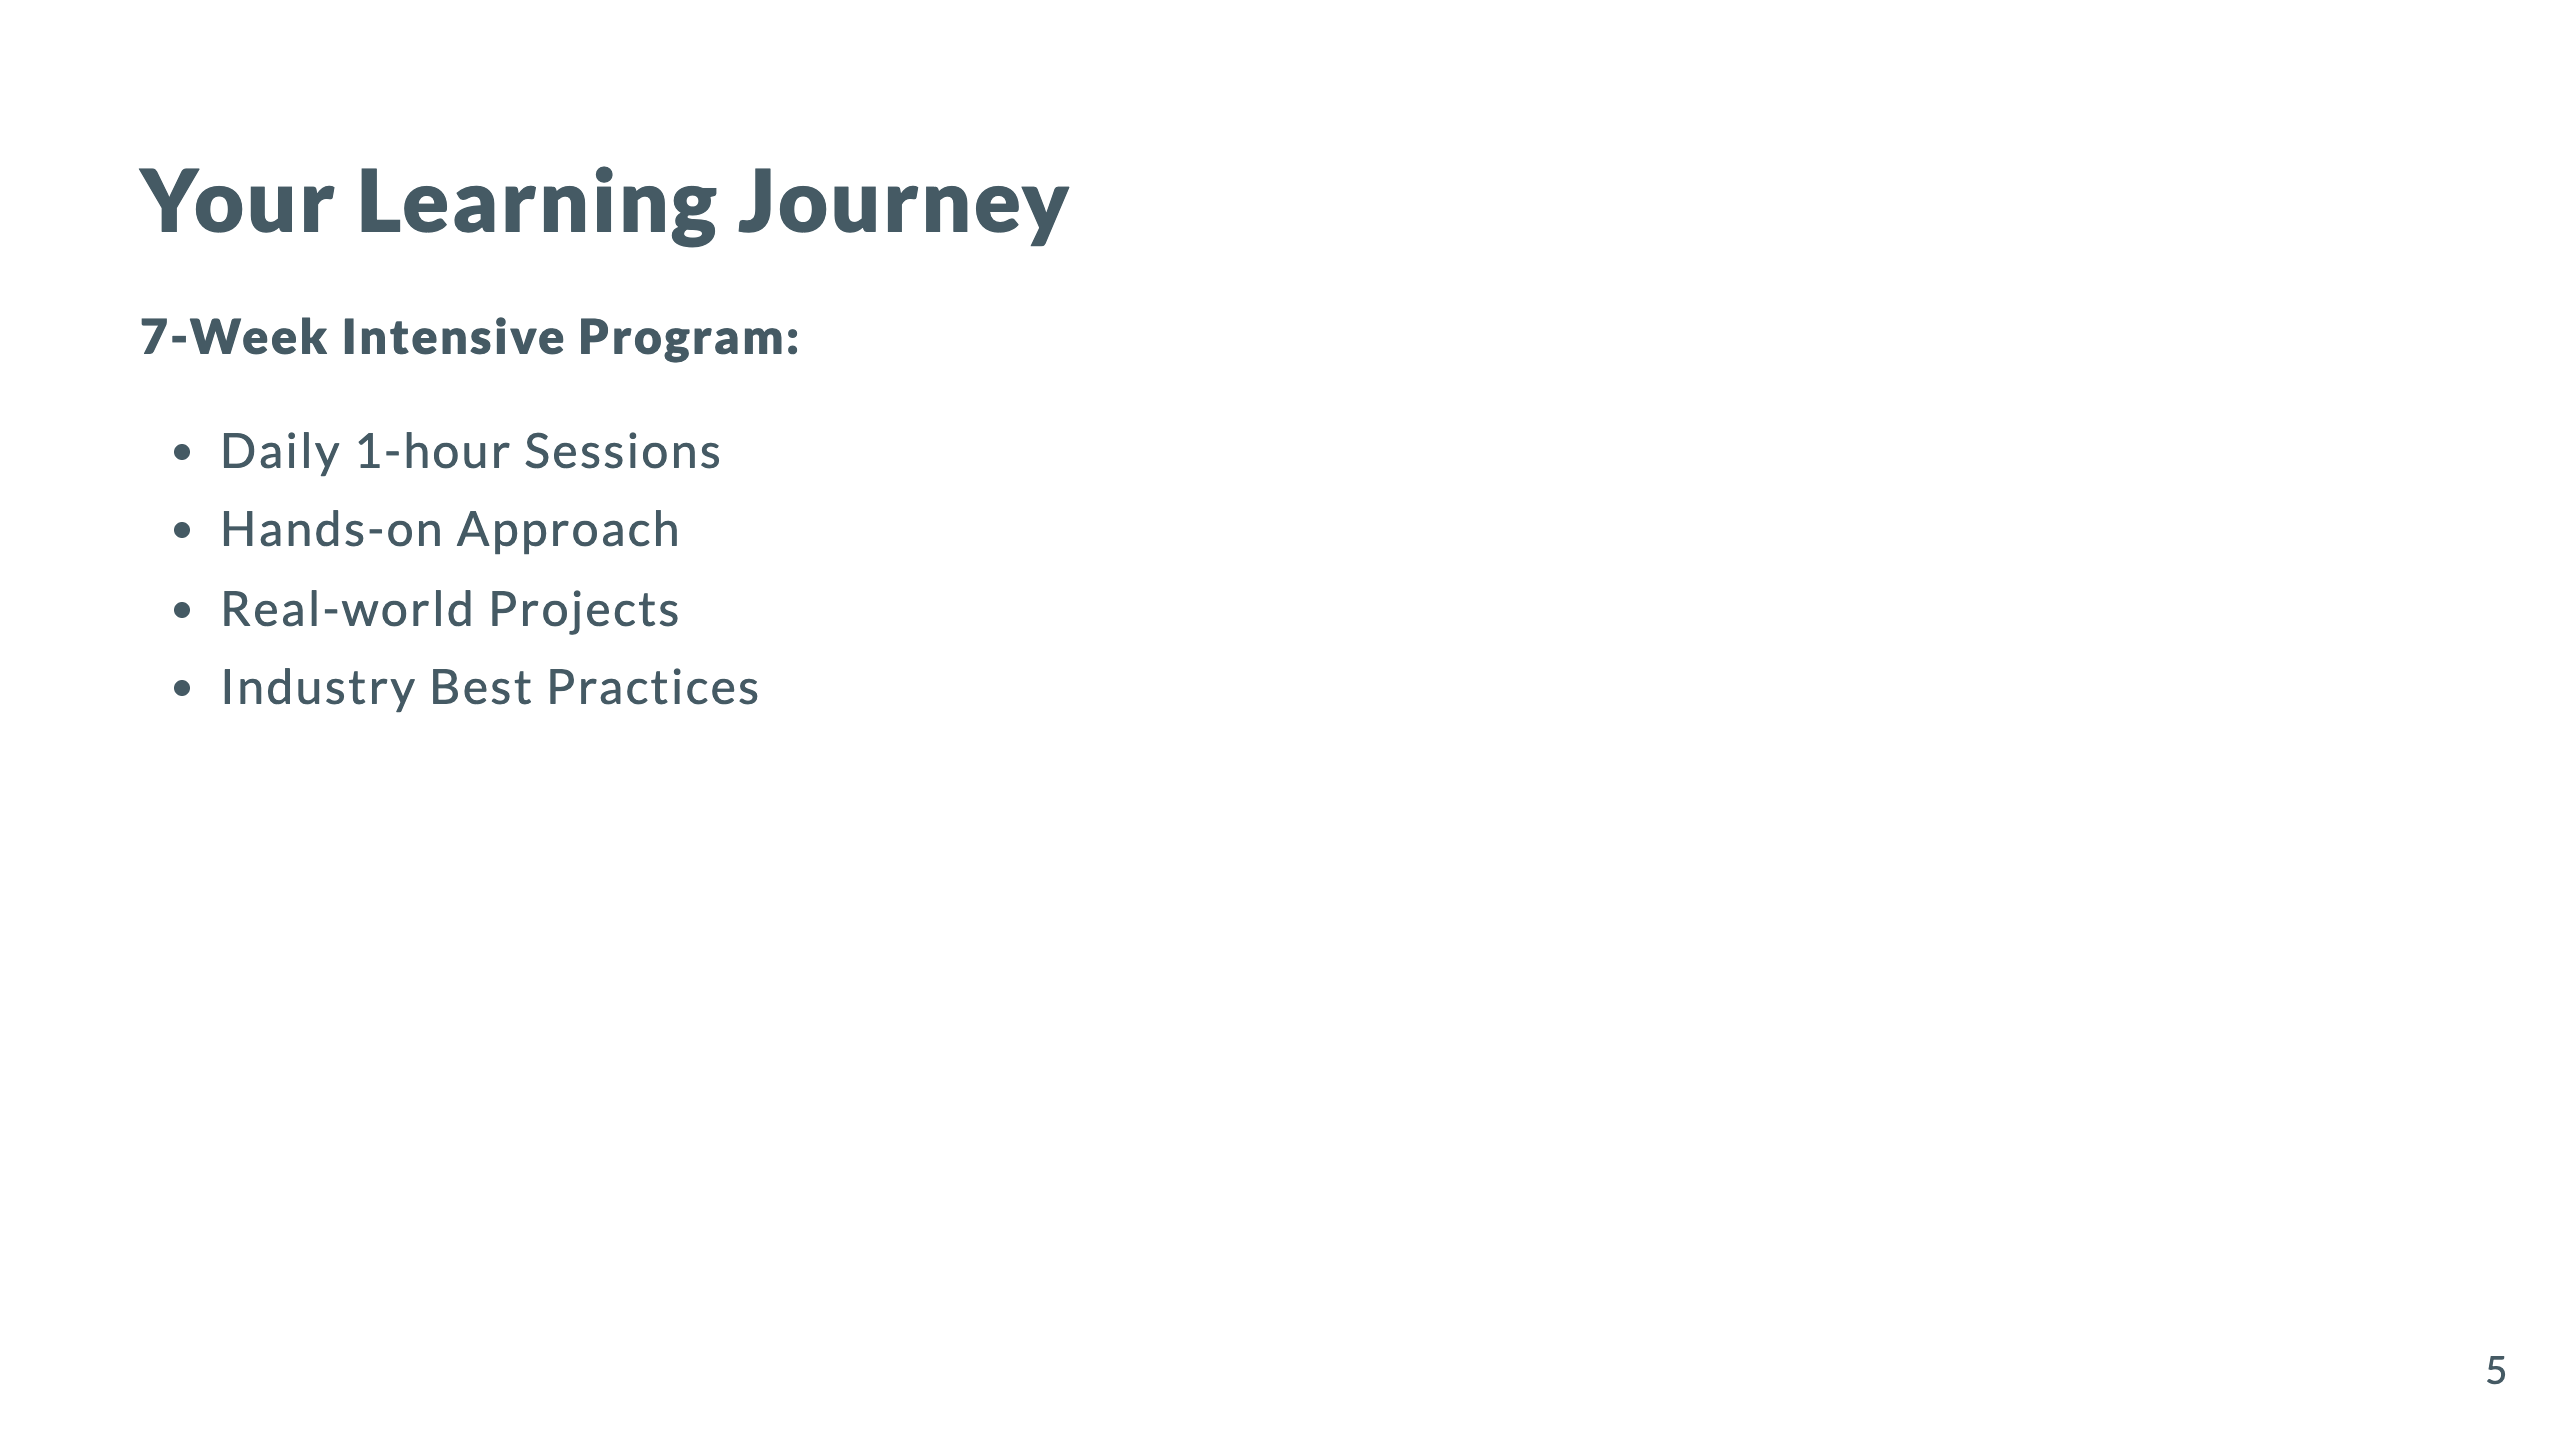 Your Learning Journey
7-Week Intensive Program:
• Daily 1-hour Sessions
• Hands-on Approach
• Real-world Projects
• Industry Best Practices
5